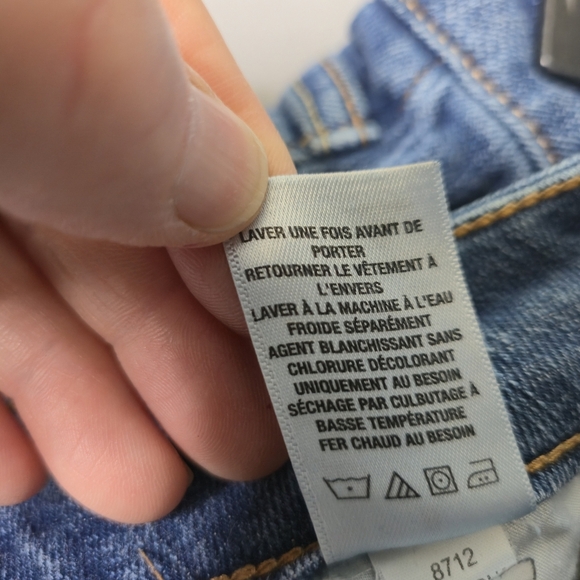 LAVER UNE FOIS AVANT DE
PORTER
RETOURNER LE VÊTEMENT À
L'ENVERS
LAVER À LA MACHINE À L'EAU
FROIDE SÉPARÉMENT
AGENT BLANCHISSANT SANS
CHLORURE DÉCOLORANT
UNIQUEMENT AU BESOIN
SÉCHAGE PAR CULBUTAGE À
BASSE TEMPÉRATURE
FER CHAUD AU BESOIN
8712